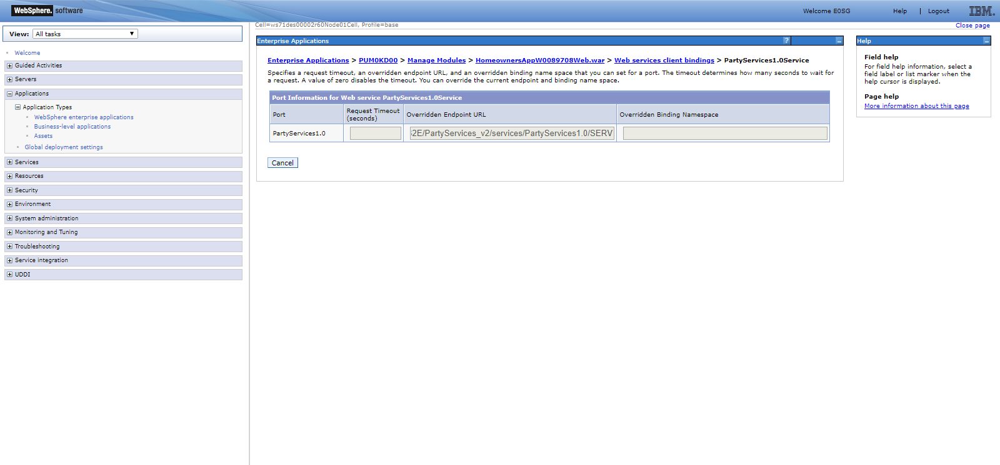 WebSphere. software
Welcome E0SG
Help | Logout
IBM.
View: All tasks
Cell=ws71des00002r60Node01Cell, Profile=base
Close page
Welcome
Guided Activities
Servers
Applications
Application Types
WebSphere enterprise applications
Business-level applications
Assets
Global deployment settings
Services
Resources
Security
Environment
System administration
Monitoring and Tuning
Troubleshooting
Service integration
UDDI
Enterprise Applications
?
Enterprise Applications > PUM0KD00 > Manage Modules > HomeownersAppW0089708Web.war > Web services client bindings > PartyServices1.0Service
Specifies a request timeout, an overridden endpoint URL, and an overridden binding name space that you can set for a port. The timeout determines how many seconds to wait for
a request. A value of zero disables the timeout. You can override the current endpoint and binding name space.
Port Information for Web service PartyServices1.0Service
Port
Request Timeout
(seconds)
Overridden Endpoint URL
Overridden Binding Namespace
PartyServices1.0
2E/PartyServices_v2/services/PartyServices1.0/SERV
Cancel
Help
Field help
For field help information, select a
field label or list marker when the
help cursor is displayed.
Page help
More information about this page